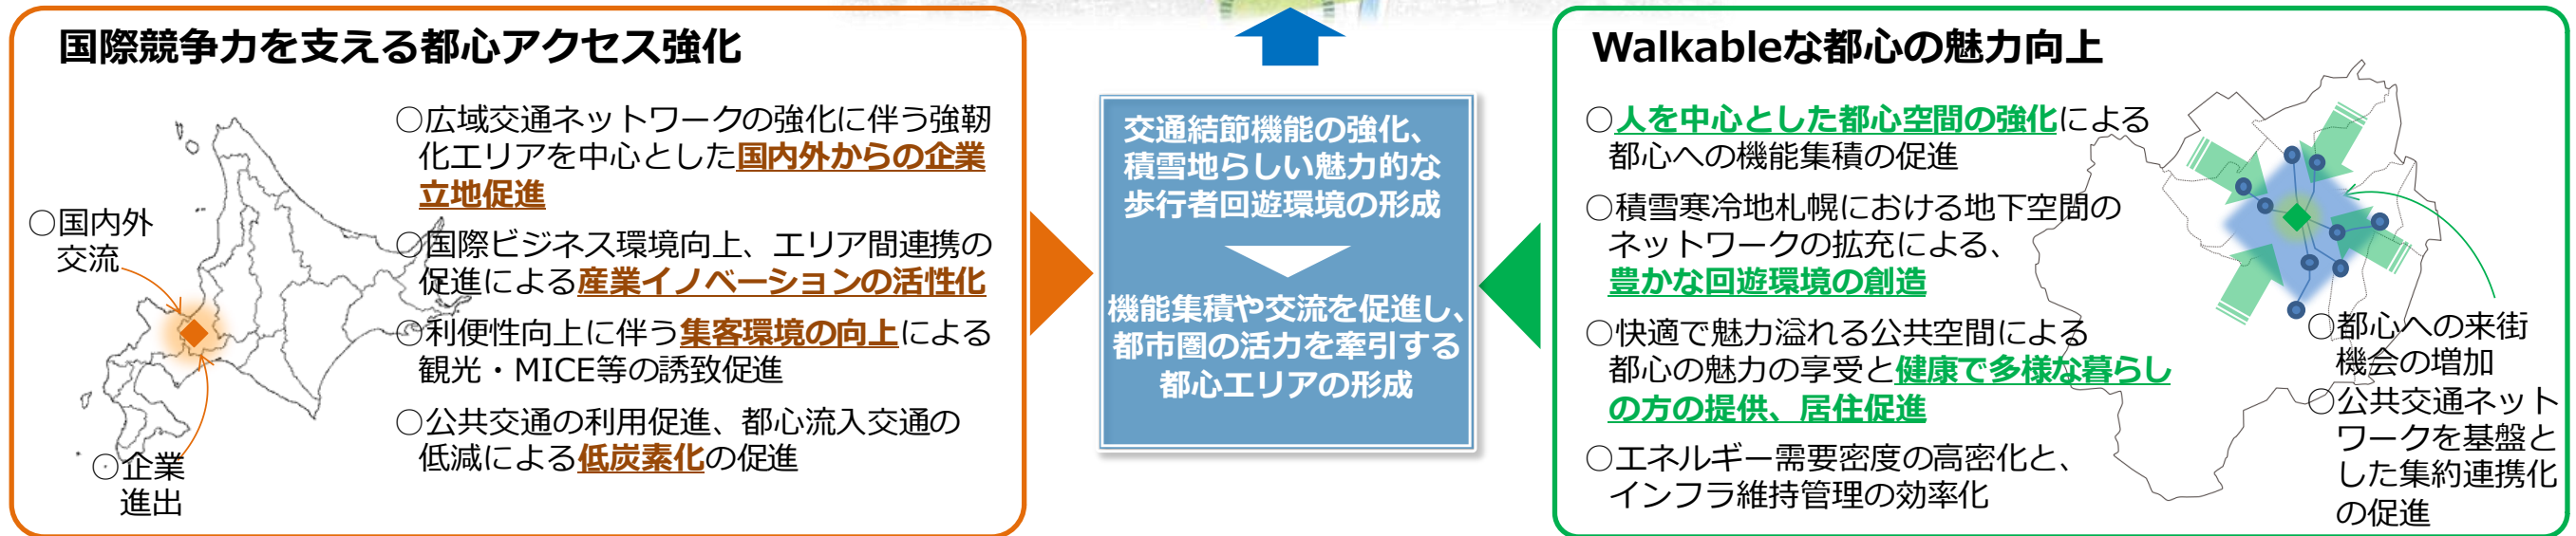 国際競争力を支える都心アクセス強化
○広域交通ネットワークの強化に伴う強靭
化エリアを中心とした国内外からの企業
立地促進
○国際ビジネス環境向上、エリア間連携の
促進による産業イノベーションの活性化
○利便性向上に伴う集客環境の向上による
観光・MICE等の誘致促進
○公共交通の利用促進、都心流入交通の
低減による低炭素化の促進
○国内外
交流
○企業
進出
交通結節機能の強化、
積雪地らしい魅力的な
歩行者回遊環境の形成
機能集積や交流を促進し、
都市圏の活力を牽引する
都心エリアの形成
Walkableな都心の魅力向上
○人を中心とした都心空間の強化による
都心への機能集積の促進
○積雪寒冷地札幌における地下空間の
ネットワークの拡充による、
豊かな回遊環境の創造
○快適で魅力溢れる公共空間による
都心の魅力の享受と健康で多様な暮らし
の方の提供、居住促進
○エネルギー需要密度の高密化と、
インフラ維持管理の効率化
○都心への来街
機会の増加
○公共交通ネット
ワークを基盤と
した集約連携化
の促進